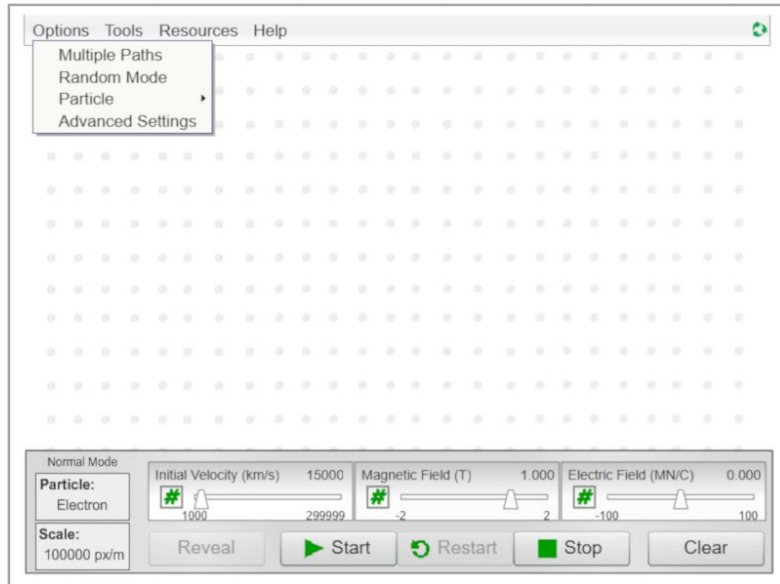 Options Tools Resources Help
Multiple Paths
Random Mode
Particle
Advanced Settings
Normal Mode
Particle:
Electron
Scale:
100000 px/m
Initial Velocity (km/s) 15000
#
1000 299999
Magnetic Field (T) 1.000
#
-2 2
Electric Field (MN/C) 0.000
#
-100 100
Reveal Start Restart Stop Clear